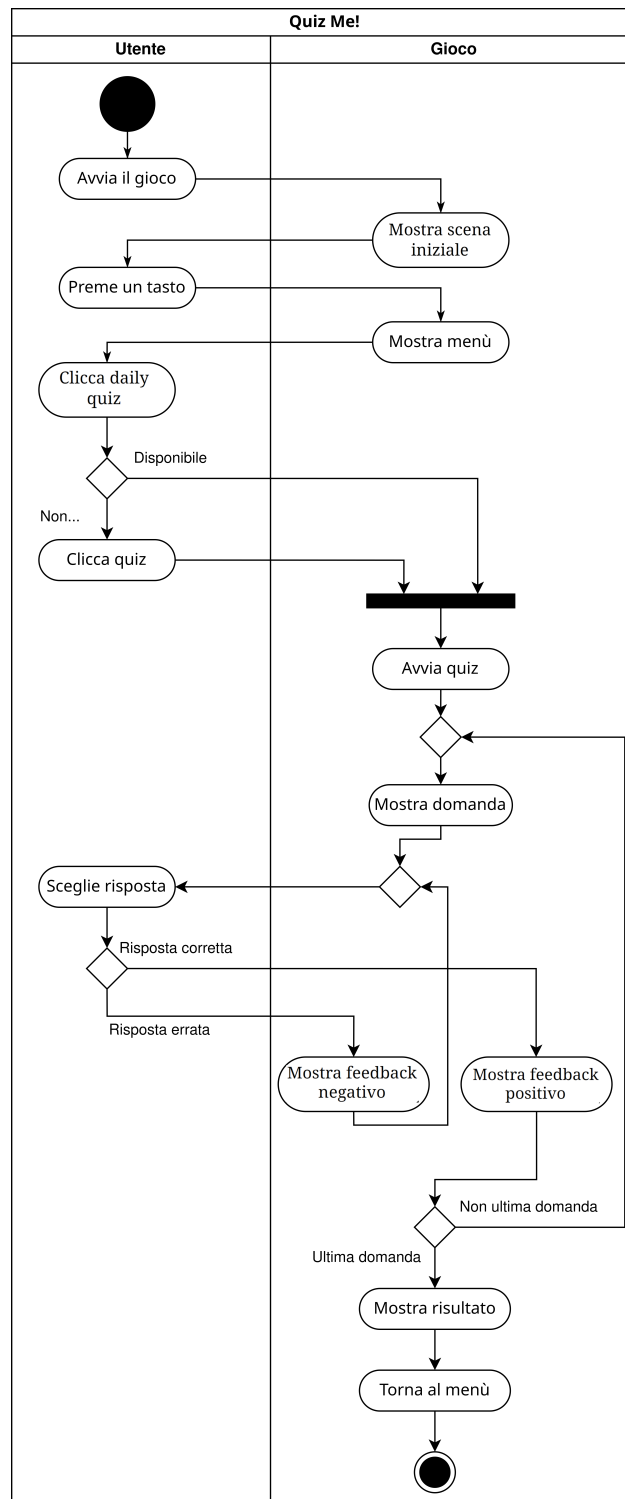 Quiz Me!
Utente
Gioco
Avvia il gioco
Mostra scena
iniziale
Preme un tasto
Mostra menù
Clicca daily
quiz
Disponibile
Non...
Clicca quiz
Avvia quiz
Mostra domanda
Sceglie risposta
Risposta corretta
Risposta errata
Mostra feedback
negativo
Mostra feedback
positivo
Non ultima domanda
Ultima domanda
Mostra risultato
Torna al menù